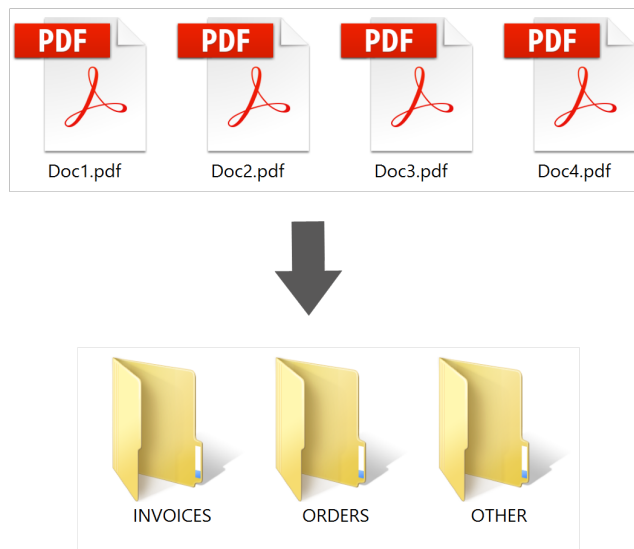 PDF PDF PDF PDF
Doc1.pdf Doc2.pdf Doc3.pdf Doc4.pdf
INVOICES ORDERS OTHER